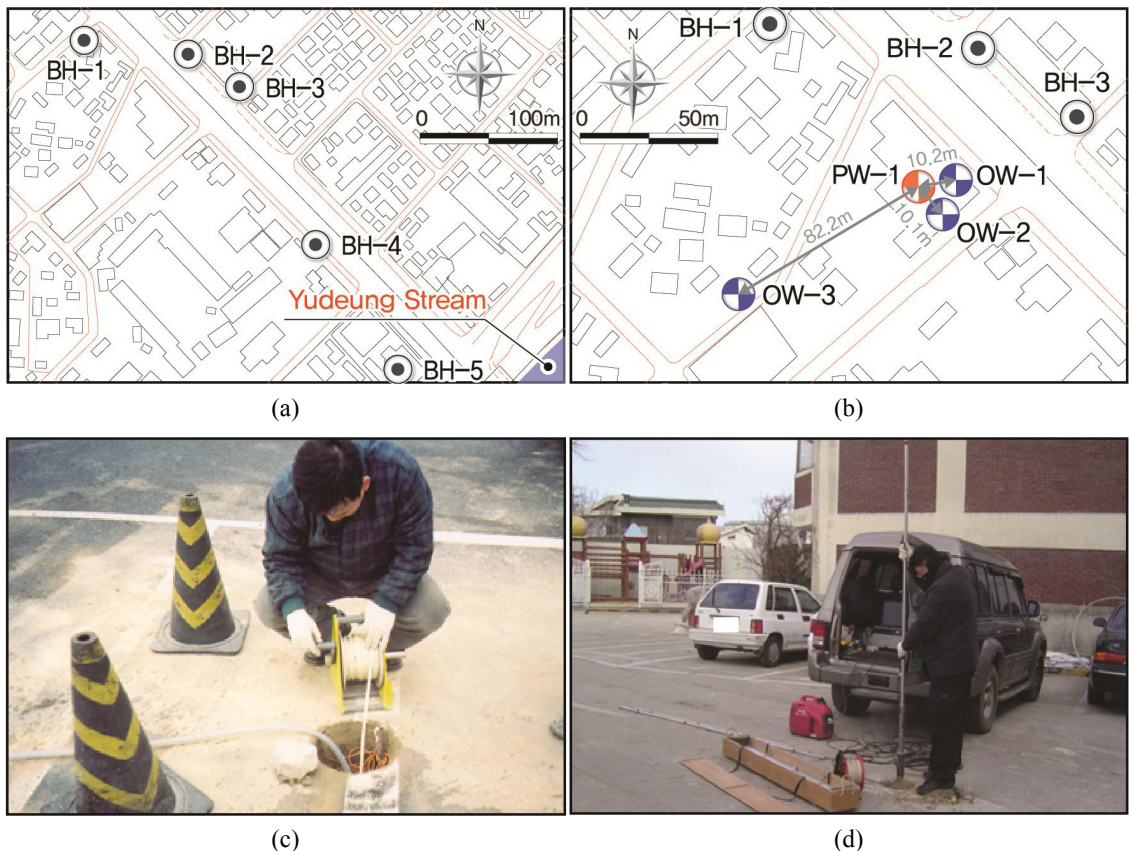 BH-1
BH-2
BH-3
N
0 100m
BH-4
Yudeung Stream
BH-5
(a)
BH-1
BH-2
BH-3
N
0 50m
10.2m
PW-1
OW-1
10.1m
OW-2
82.2m
OW-3
(b)
(c)
(d)